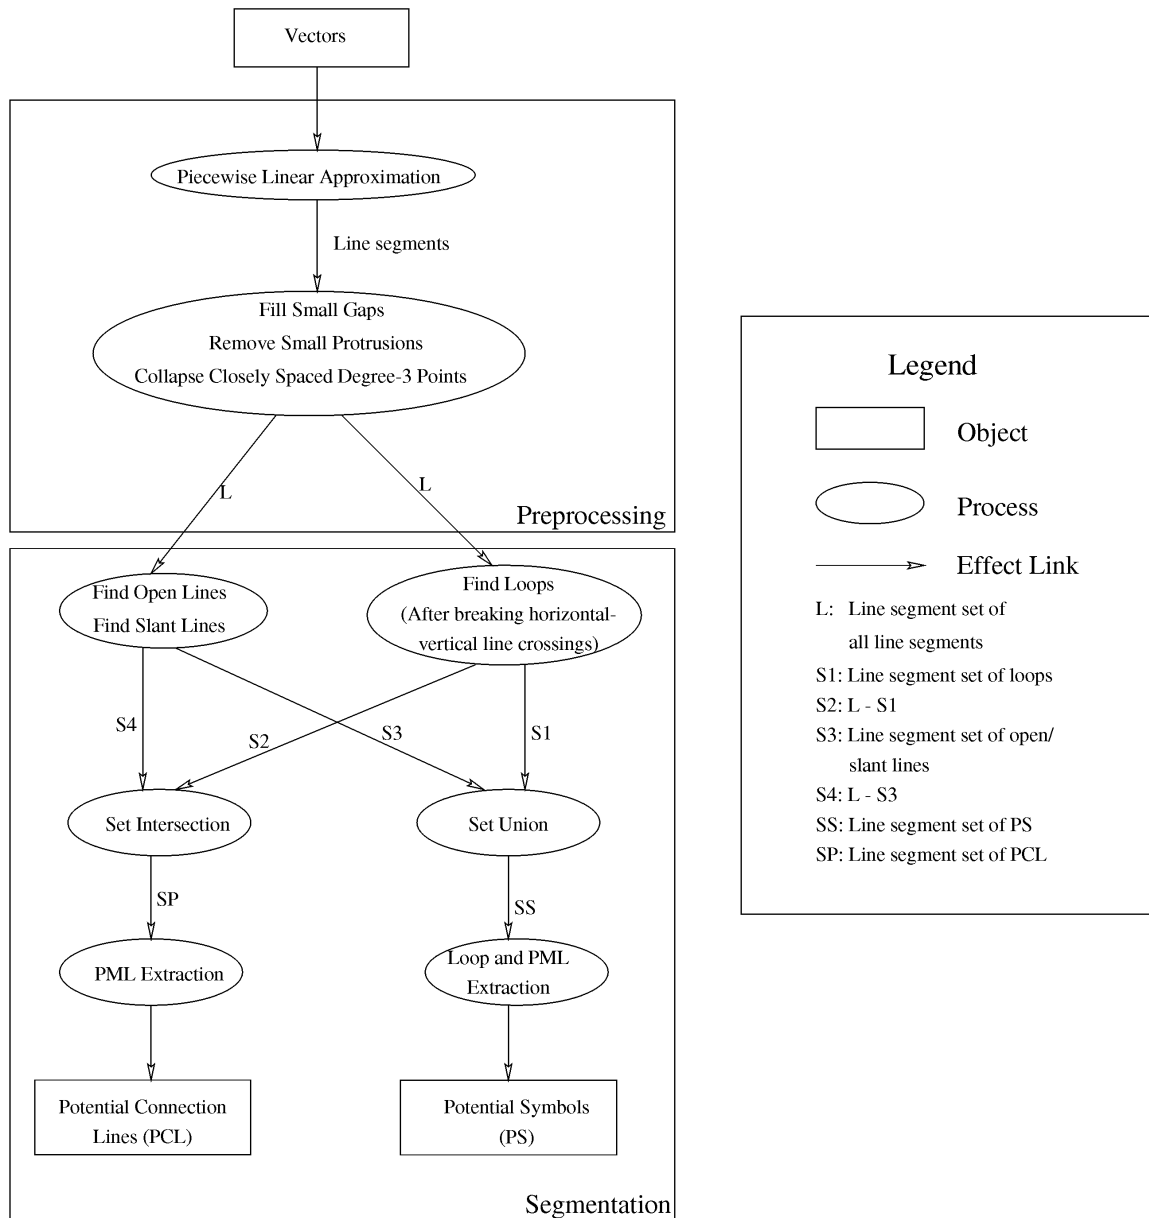 Vectors
Piecewise Linear Approximation
Line segments
Fill Small Gaps
Remove Small Protrusions
Collapse Closely Spaced Degree-3 Points
L
L
Preprocessing
Find Open Lines
Find Slant Lines
Find Loops
(After breaking horizontal-
vertical line crossings)
S4
S2
S3
S1
Set Intersection
Set Union
SP
SS
PML Extraction
Loop and PML
Extraction
Potential Connection
Lines (PCL)
Potential Symbols
(PS)
Segmentation
Legend
Object
Process
Effect Link
L: Line segment set of
all line segments
S1: Line segment set of loops
S2: L - S1
S3: Line segment set of open/
slant lines
S4: L - S3
SS: Line segment set of PS
SP: Line segment set of PCL